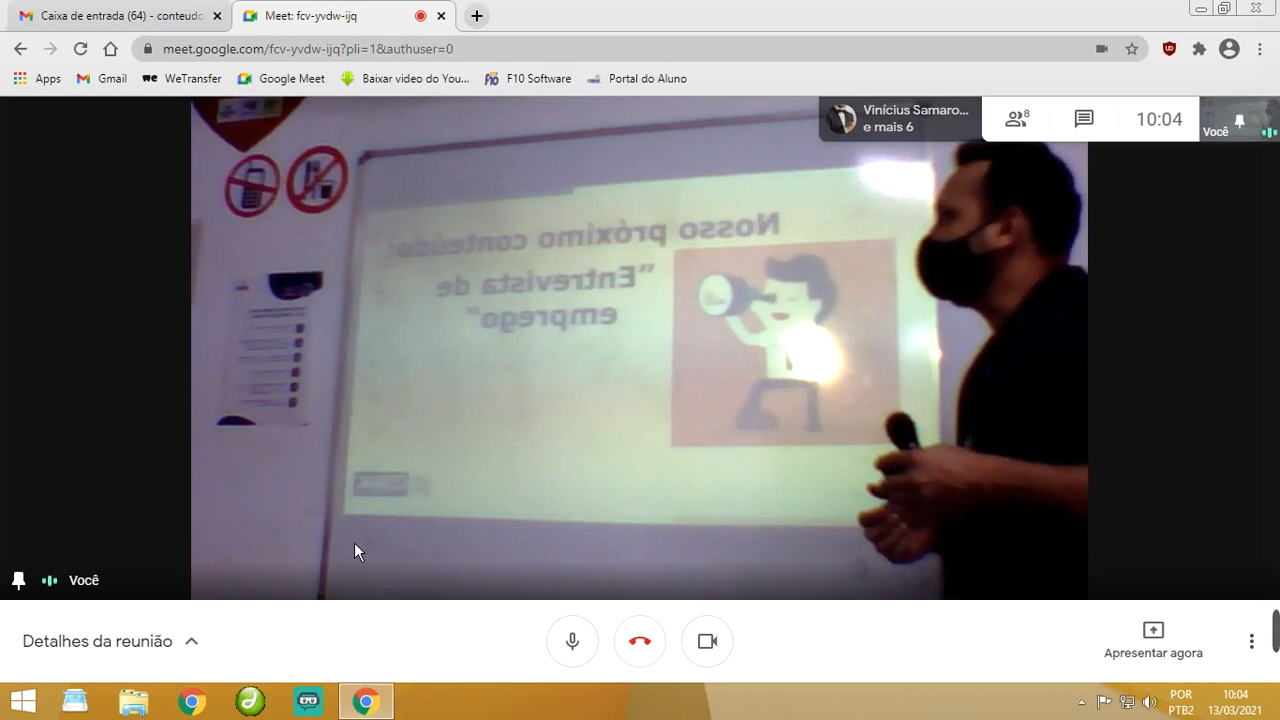 Caixa de entrada (64) - conteudo
Meet: fcv-yvdw-ijq
meet.google.com/fcv-yvdw-ijq?pli=1&authuser=0
Apps
Gmail
WeTransfer
Google Meet
Baixar video do You...
F10 Software
Portal do Aluno
Vinícius Samaro...
e mais 6
8
10:04
Você
Nosso próximo conteúdo:
"Entrevista de
emprego"
Você
Detalhes da reunião
Apresentar agora
POR
PTB2
10:04
13/03/2021